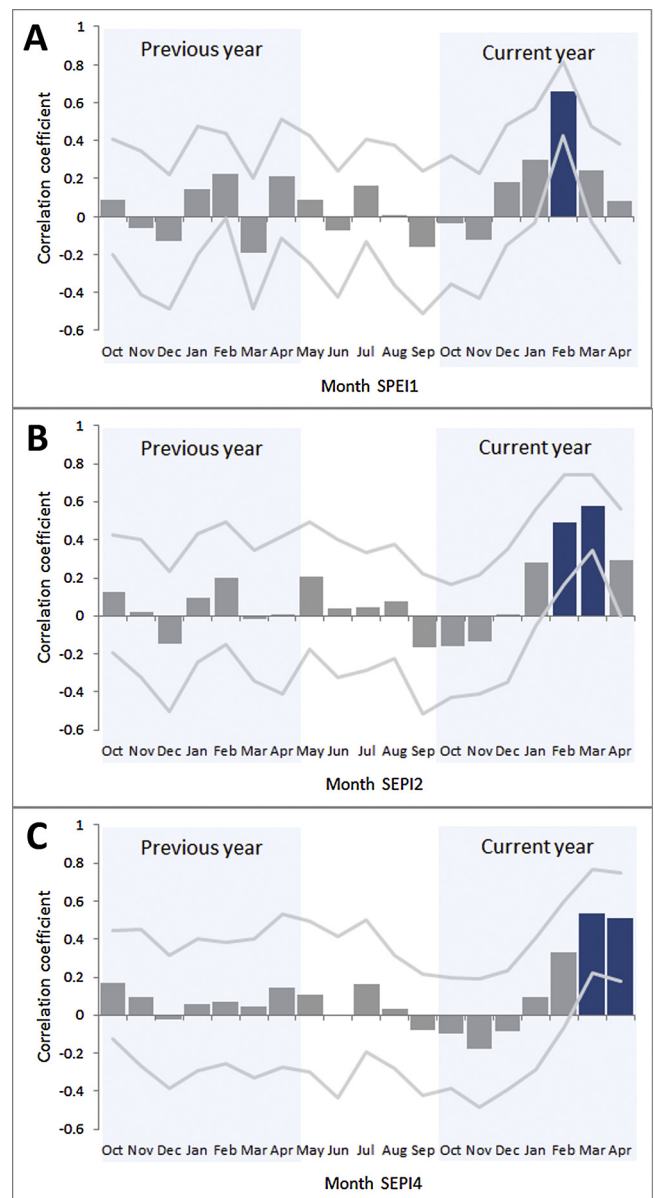 A
Previous year
Current year
Correlation coefficient
1
0.8
0.6
0.4
0.2
0
-0.2
-0.4
-0.6
Oct Nov Dec Jan Feb Mar Apr May Jun Jul Aug Sep Oct Nov Dec Jan Feb Mar Apr
Month SPEI1
B
Previous year
Current year
Correlation coefficient
1
0.8
0.6
0.4
0.2
0
-0.2
-0.4
-0.6
Oct Nov Dec Jan Feb Mar Apr May Jun Jul Aug Sep Oct Nov Dec Jan Feb Mar Apr
Month SEPI2
C
Previous year
Current year
Correlation coefficient
1
0.8
0.6
0.4
0.2
0
-0.2
-0.4
-0.6
Oct Nov Dec Jan Feb Mar Apr May Jun Jul Aug Sep Oct Nov Dec Jan Feb Mar Apr
Month SEPI4